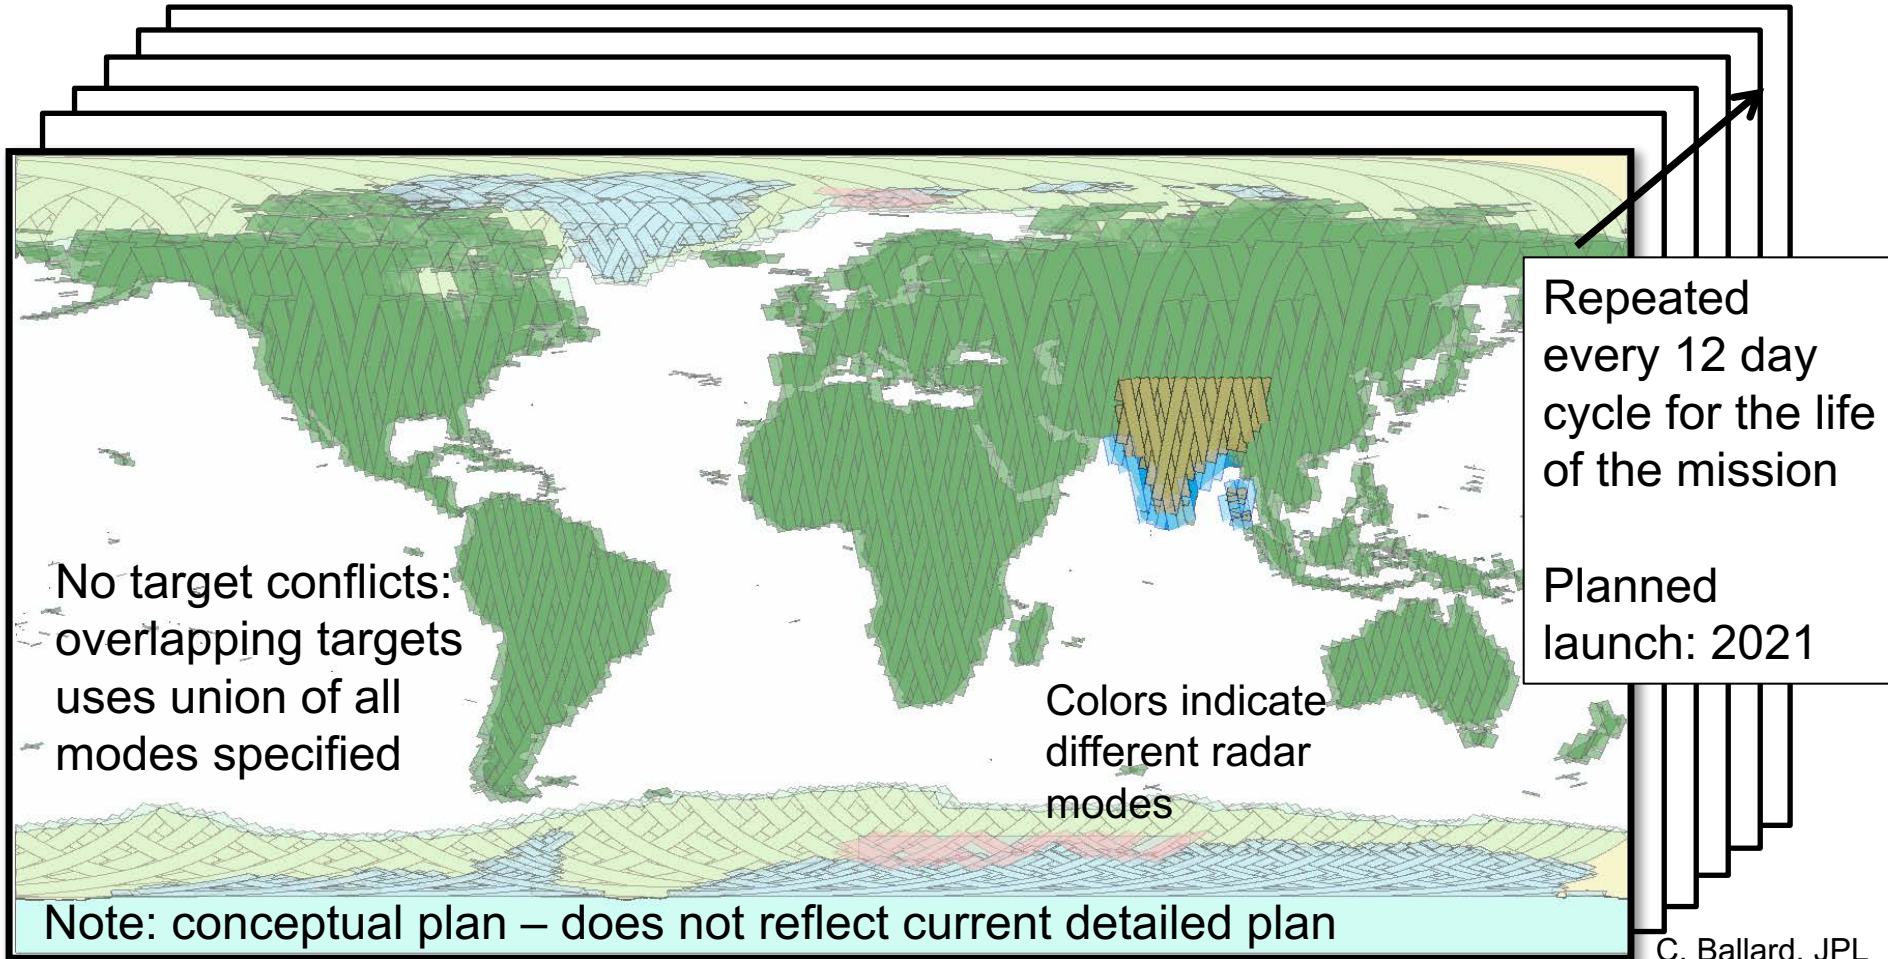 Repeated
every 12 day
cycle for the life
of the mission
Planned
launch: 2021
No target conflicts:
overlapping targets
uses union of all
modes specified
Colors indicate
different radar
modes
Note: conceptual plan – does not reflect current detailed plan
C. Ballard, JPL